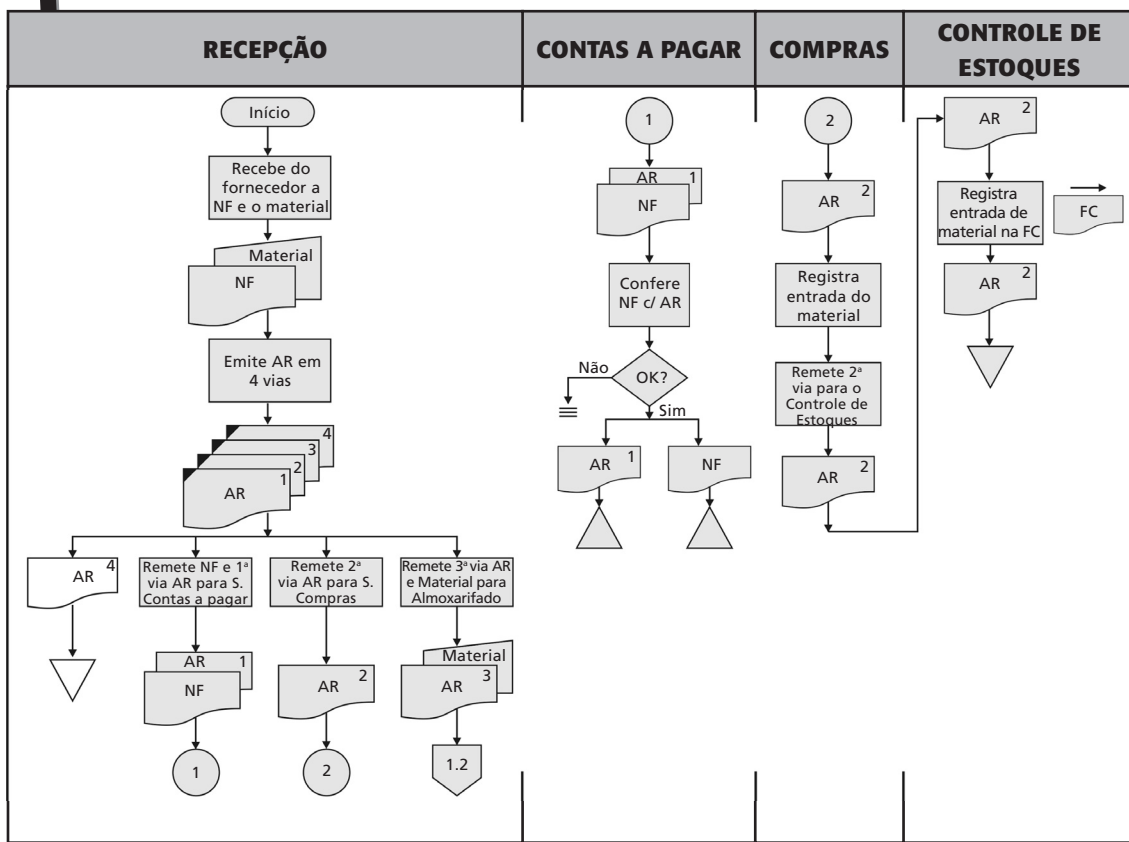 RECEPÇÃO
CONTAS A PAGAR
COMPRAS
CONTROLE DE
ESTOQUES
Início
Recebe do
fornecedor a
NF e o material
Material
NF
Emite AR em
4 vias
4
3
2
1
AR
4
AR
Remete NF e 1ª
via AR para S.
Contas a pagar
AR 1
NF
1
Remete 2ª
via AR para S.
Compras
2
AR
2
Remete 3ª via AR
e Material para
Almoxarifado
Material
3
AR
1.2
1
AR 1
NF
Confere
NF c/ AR
OK?
Não
Sim
1
AR
NF
2
2
AR
Registra
entrada do
material
Remete 2ª
via para o
Controle de
Estoques
2
AR
2
AR
Registra
entrada de
material na FC
FC
2
AR